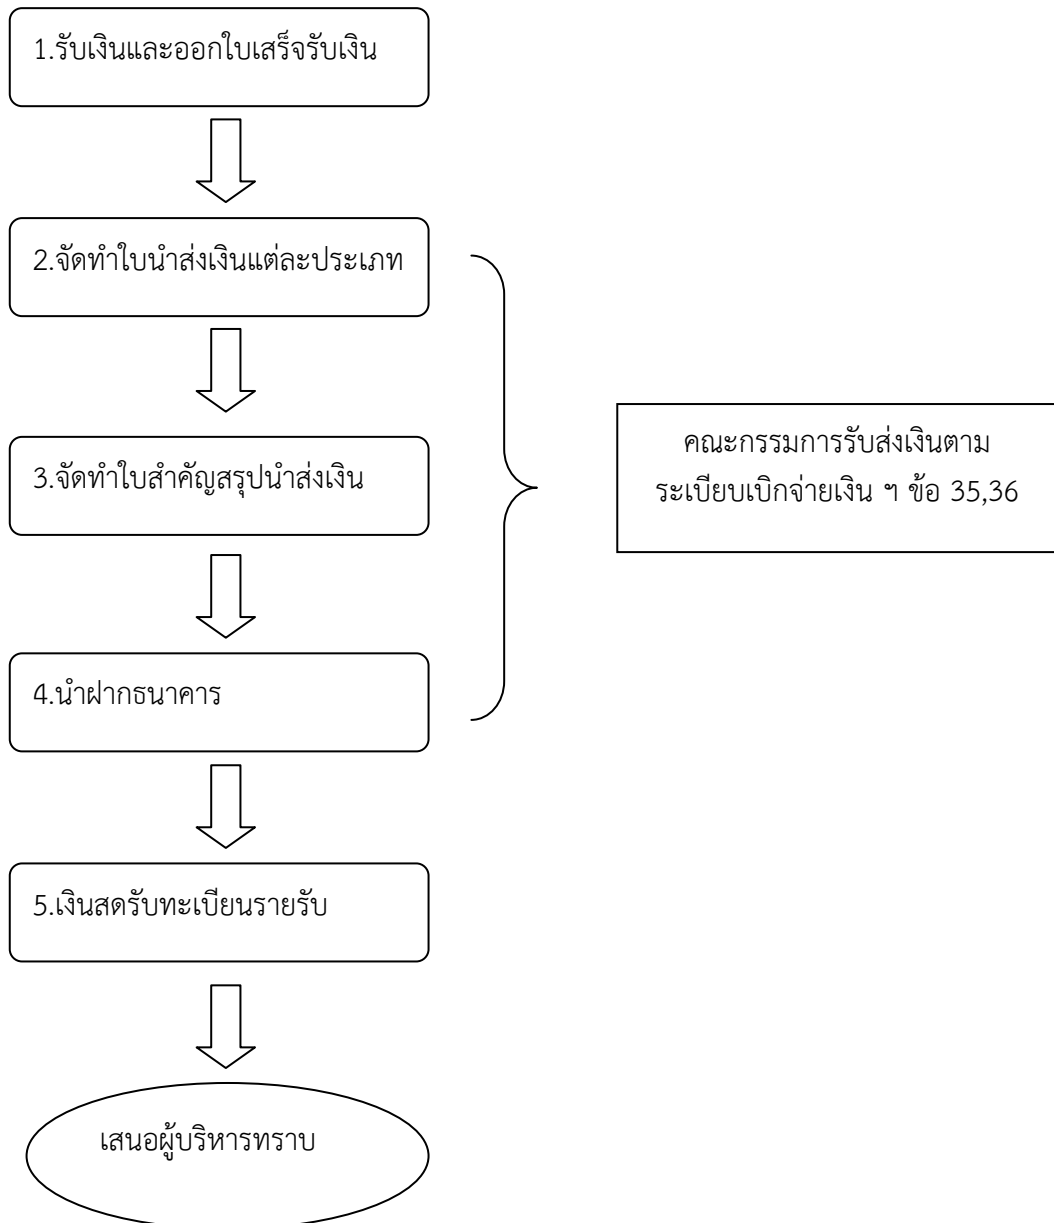 1.รับเงินและออกใบเสร็จรับเงิน
2.จัดทำใบนำส่งเงินแต่ละประเภท
3.จัดทำใบสำคัญสรุปนำส่งเงิน
คณะกรรมการรับส่งเงินตาม
ระเบียบเบิกจ่ายเงิน ฯ ข้อ 35,36
4.นำฝากธนาคาร
5.เงินสดรับทะเบียนรายรับ
เสนอผู้บริหารทราบ